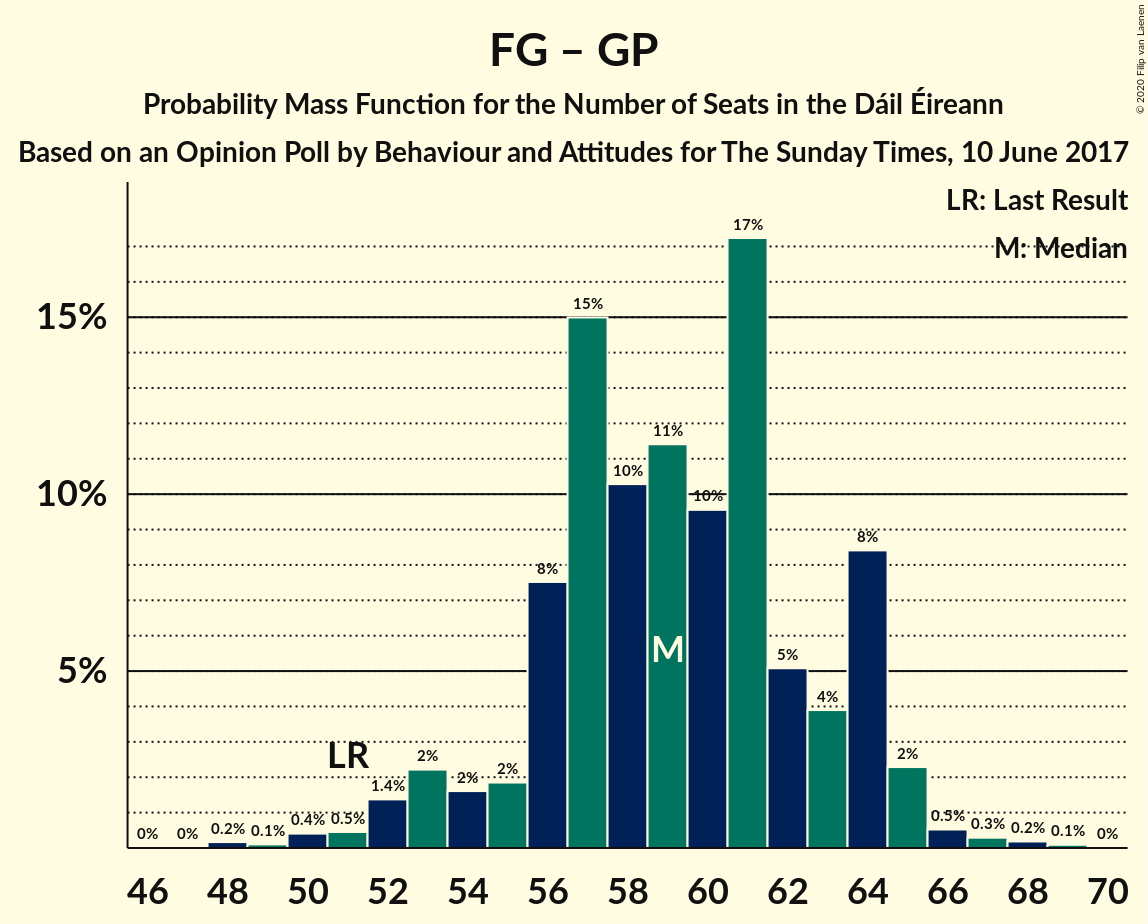 FG – GP
Probability Mass Function for the Number of Seats in the Dáil Éireann
Based on an Opinion Poll by Behaviour and Attitudes for The Sunday Times, 10 June 2017
© 2020 Filip van Laenen
LR: Last Result
M: Median
15%
10%
5%
0% 0% 0.2% 0.1% 0.4% 0.5% 1.4% 2% 2% 2% 8% 15% 10% 11% 10% 17% 5% 4% 8% 2% 0.5% 0.3% 0.2% 0.1% 0%
LR
M
46 48 50 52 54 56 58 60 62 64 66 68 70